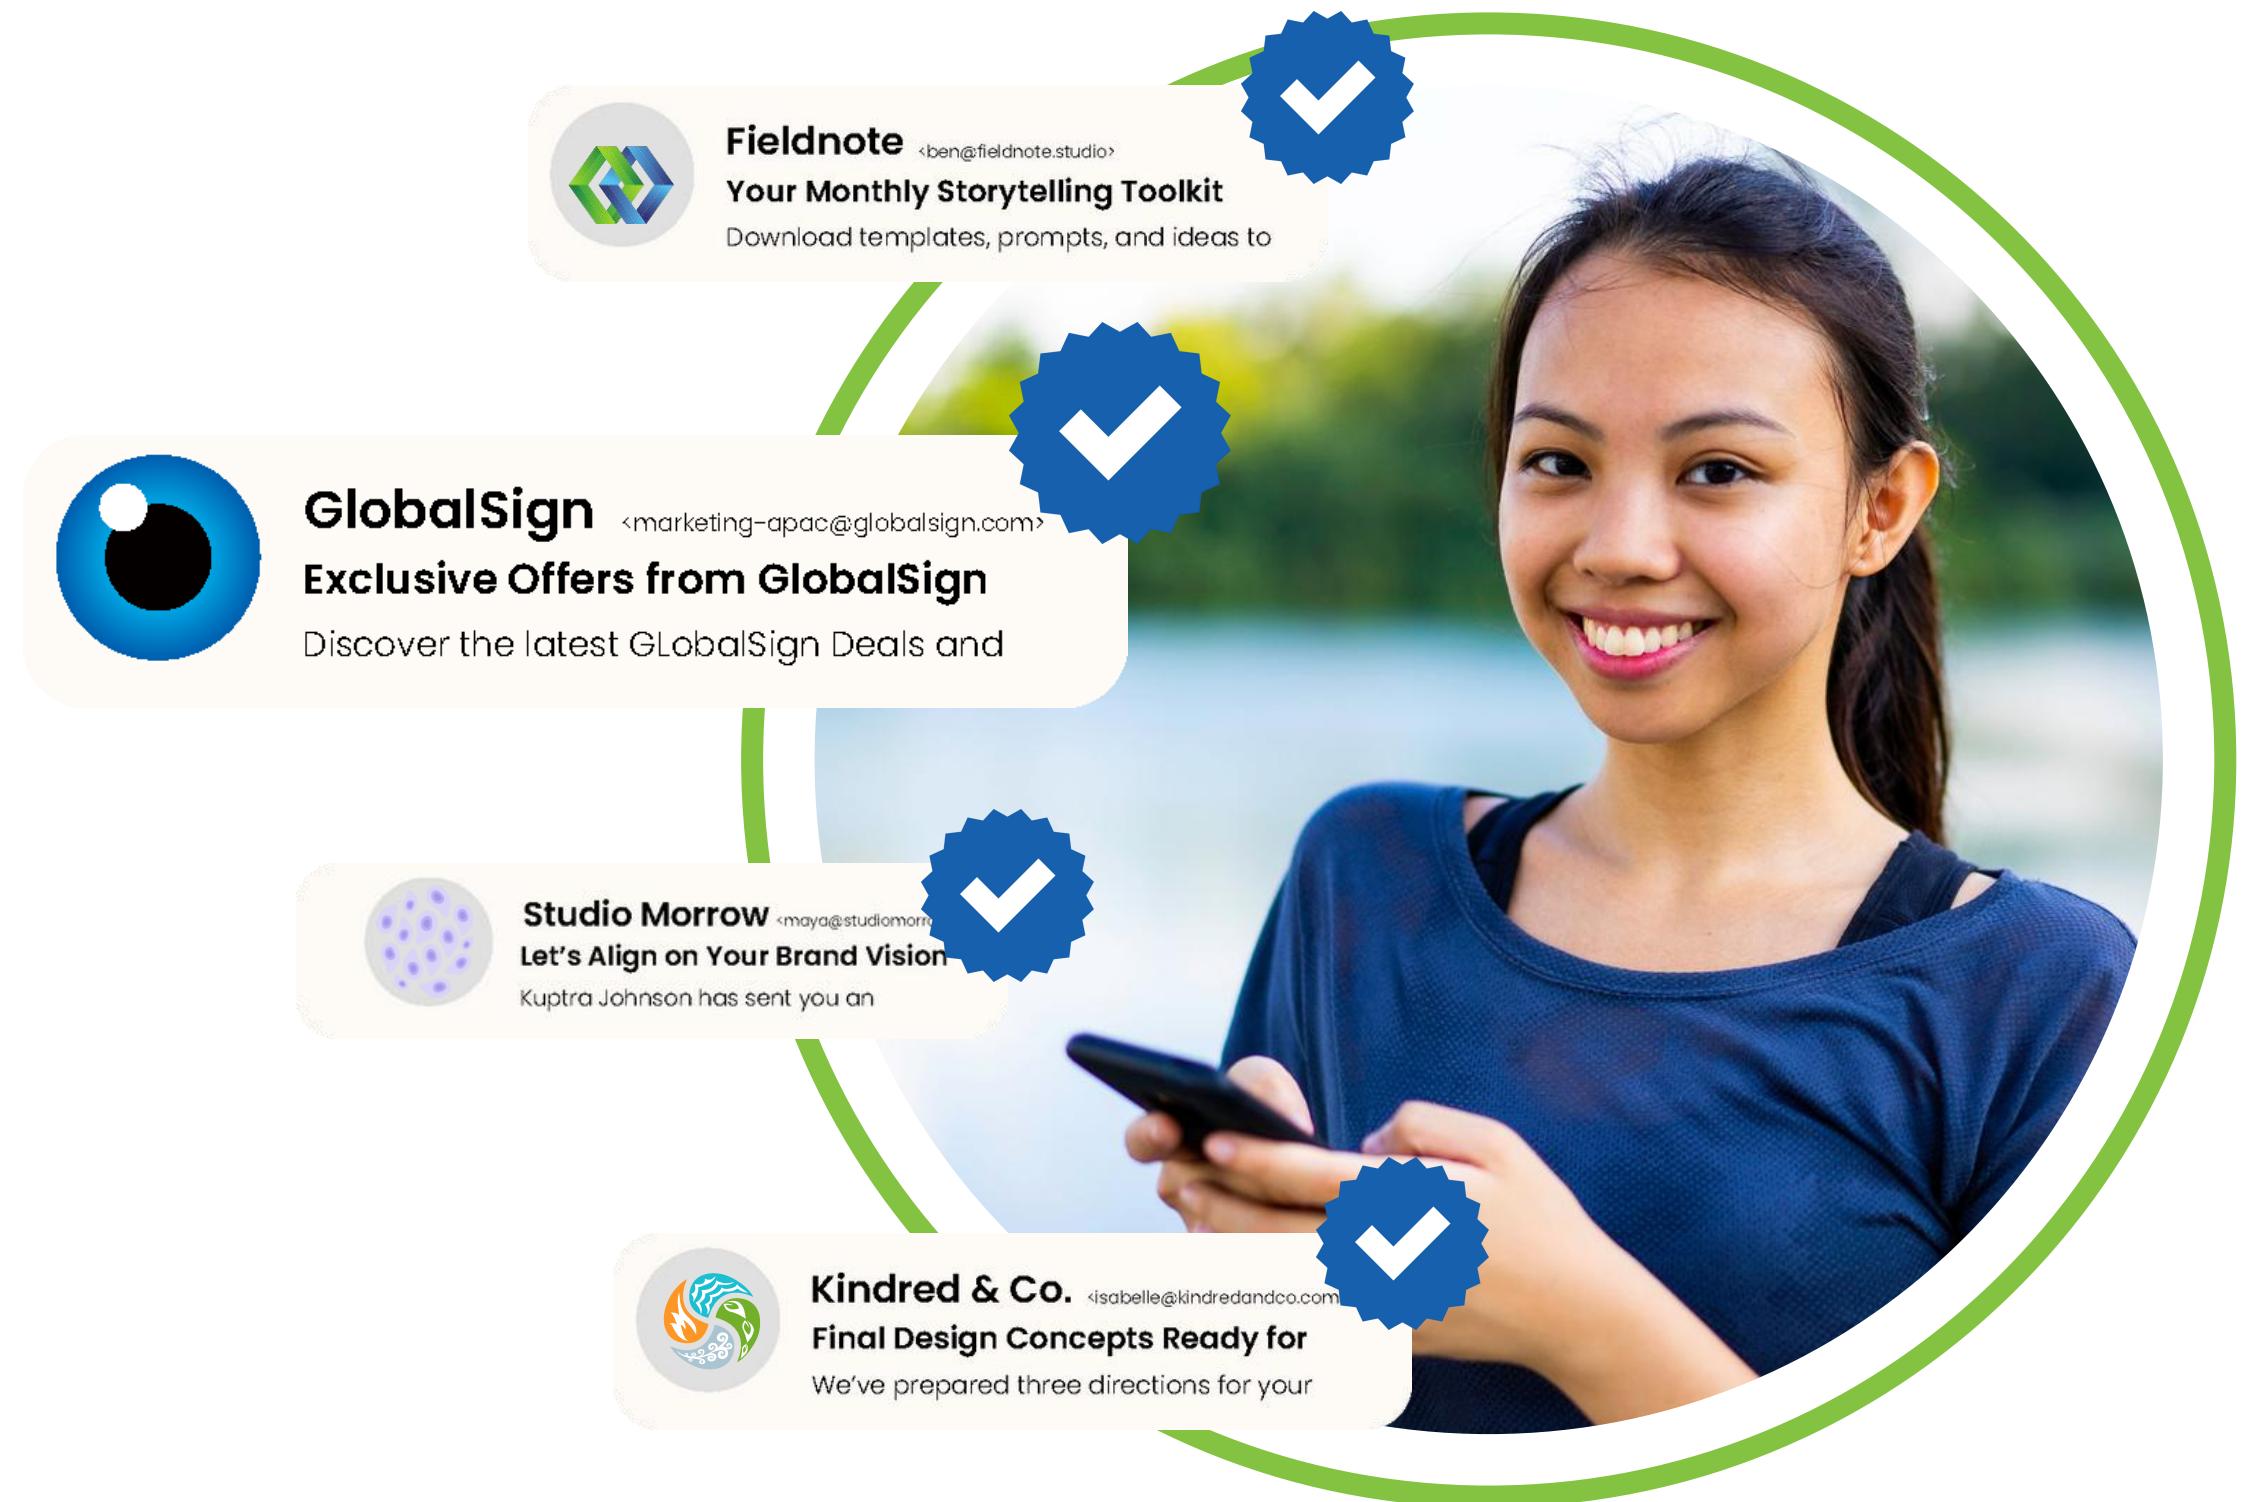 Fieldnote <ben@fieldnote.studio>
Your Monthly Storytelling Toolkit
Download templates, prompts, and ideas to
GlobalSign <marketing-apac@globalsign.com>
Exclusive Offers from GlobalSign
Discover the latest GLobalSign Deals and
Studio Morrow <maya@studiomorr
Let's Align on Your Brand Vision
Kuptra Johnson has sent you an
Kindred & Co. <isabelle@kindredandco.com
Final Design Concepts Ready for
We've prepared three directions for your